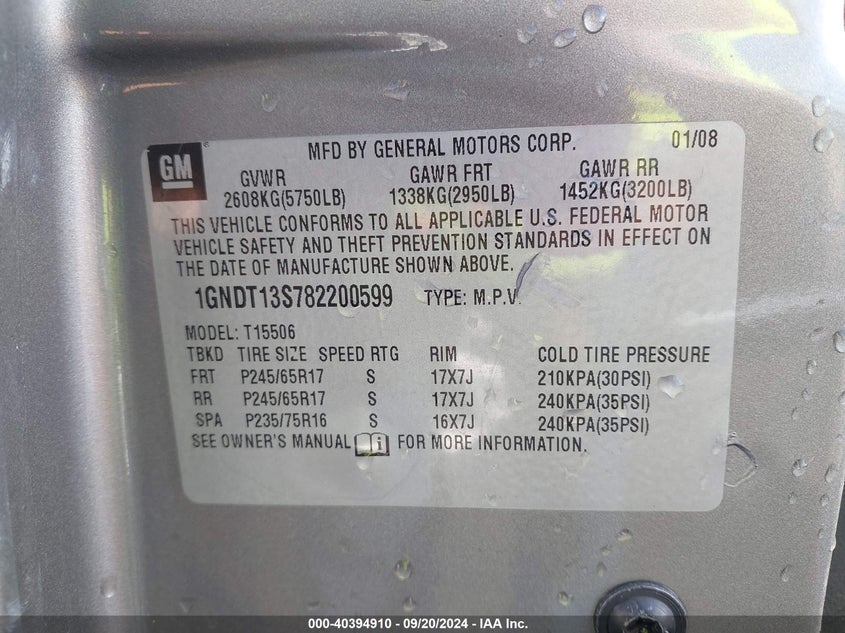 GM
MFD BY GENERAL MOTORS CORP. 01/08
GVWR GAWR FRT GAWR RR
2608KG(5750LB) 1338KG(2950LB) 1452KG(3200LB)
THIS VEHICLE CONFORMS TO ALL APPLICABLE U.S. FEDERAL MOTOR
VEHICLE SAFETY AND THEFT PREVENTION STANDARDS IN EFFECT ON
THE DATE OF MANUFACTURE SHOWN ABOVE.
1GNDT13S782200599 TYPE: M.P.V.
MODEL: T15506
TBKD TIRE SIZE SPEED RTG RIM COLD TIRE PRESSURE
FRT P245/65R17 S 17X7J 210KPA(30PSI)
RR P245/65R17 S 17X7J 240KPA(35PSI)
SPA P235/75R16 S 16X7J 240KPA(35PSI)
SEE OWNER'S MANUAL i FOR MORE INFORMATION.
000-40394910 - 09/20/2024 - IAA Inc.